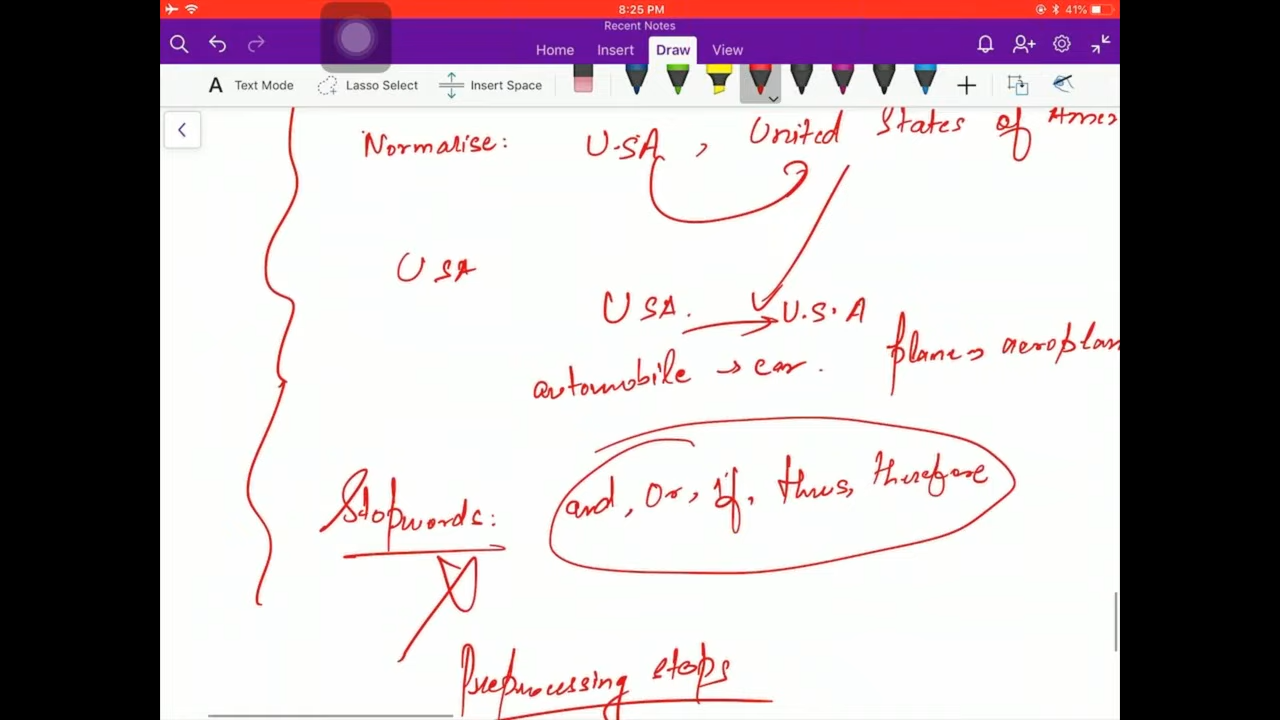 8:25 PM
41%
Recent Notes
Home Insert Draw View
A Text Mode Lasso Select Insert Space
Normalise: U.S.A , United States of Amer
USA
USA. → U.S.A
automobile → car. plane, aeroplan
Stopwords: and, or, if, thus, therefore
Preprocessing steps